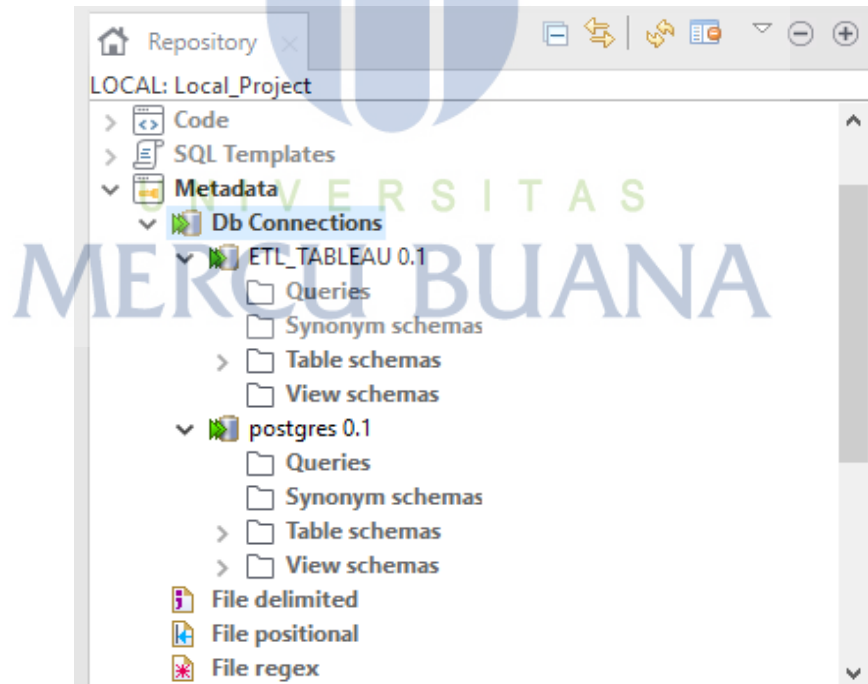 Repository
LOCAL: Local_Project
Code
SQL Templates
Metadata
UNIVERSITAS
Db Connections
ETL_TABLEAU 0.1
MERCU BUANA
Queries
Synonym schemas
Table schemas
View schemas
postgres 0.1
Queries
Synonym schemas
Table schemas
View schemas
File delimited
File positional
File regex